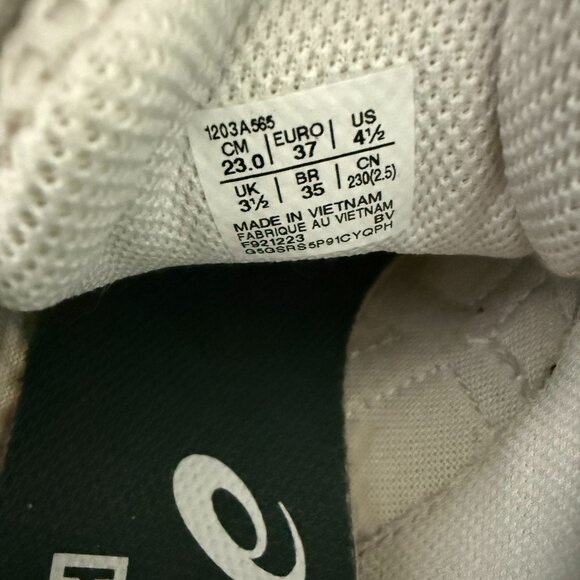 1203A565
CM EURO US
23.0 37 4½
UK BR CN
3½ 35 230(2.5)
MADE IN VIETNAM
FABRIQUE AU VIETNAM
F921223 BV
G5GSRS5P91CYQPH